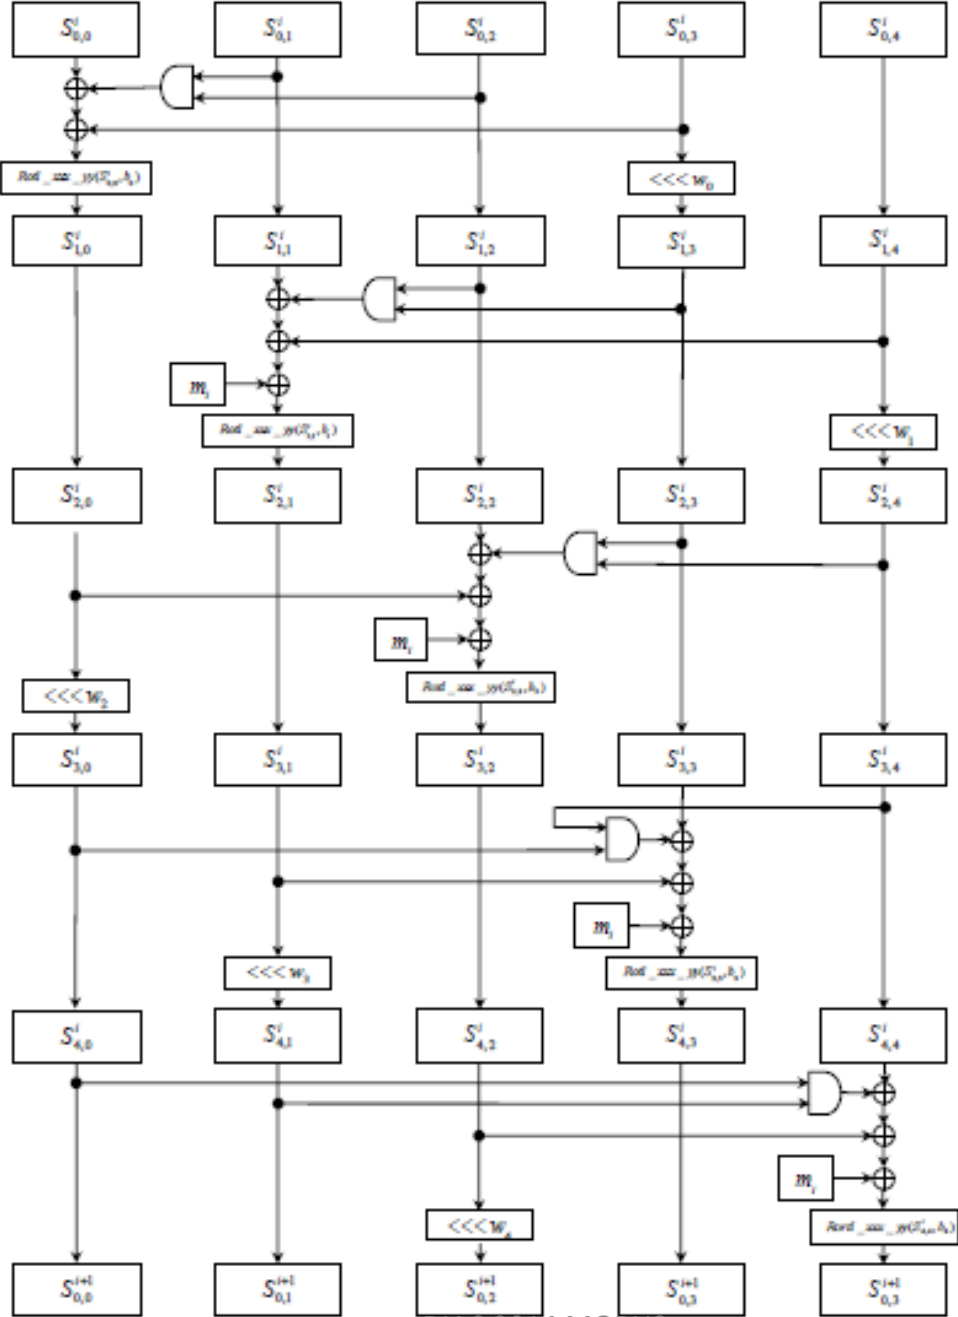 S^i_{0,0} S^i_{0,1} S^i_{0,2} S^i_{0,3} S^i_{0,4}
<<< w_0
S^i_{1,0} S^i_{1,1} S^i_{1,2} S^i_{1,3} S^i_{1,4}
m_i
<<< w_1
S^i_{2,0} S^i_{2,1} S^i_{2,2} S^i_{2,3} S^i_{2,4}
m_i
<<< w_2
S^i_{3,0} S^i_{3,1} S^i_{3,2} S^i_{3,3} S^i_{3,4}
m_i
<<< w_3
S^i_{4,0} S^i_{4,1} S^i_{4,2} S^i_{4,3} S^i_{4,4}
m_i
<<< w_4
S^{i+1}_{0,0} S^{i+1}_{0,1} S^{i+1}_{0,2} S^{i+1}_{0,3} S^{i+1}_{0,3}